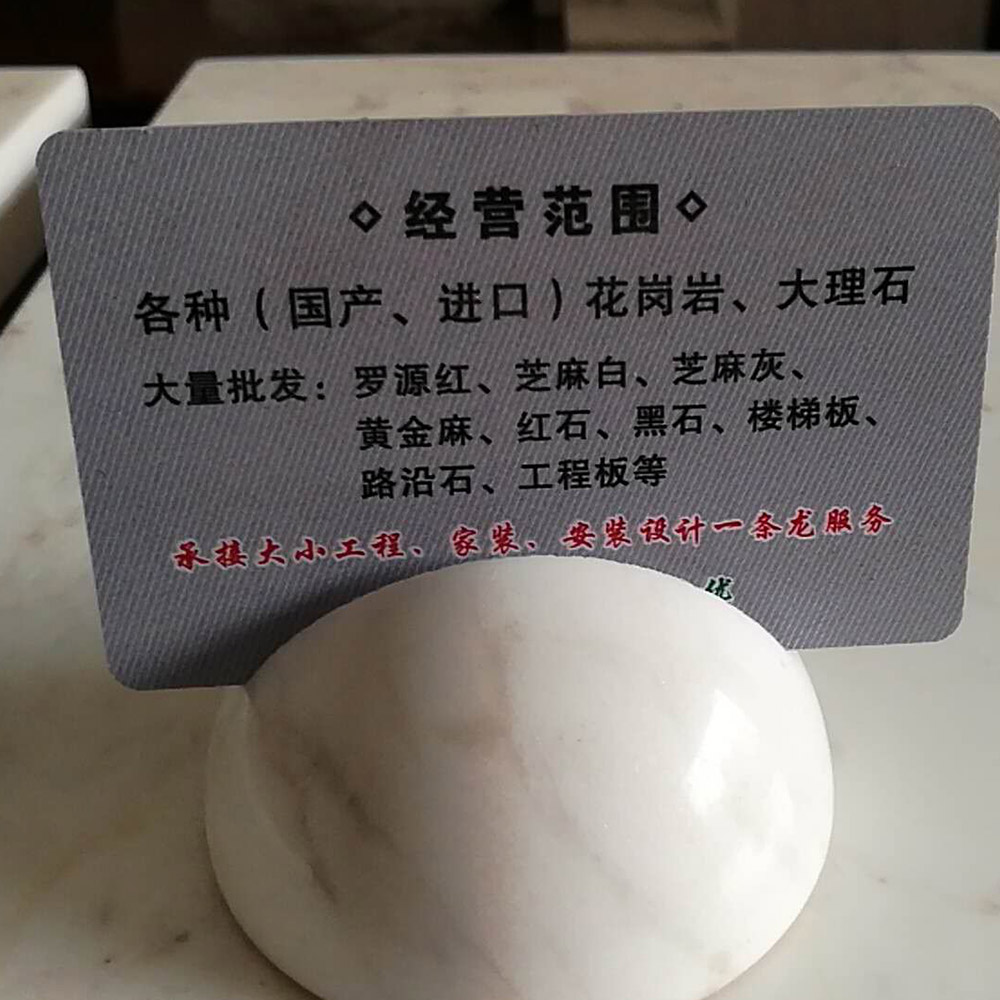 ◇经营范围◇
各种（国产、进口）花岗岩、大理石
大量批发：罗源红、芝麻白、芝麻灰、
黄金麻、红石、黑石、楼梯板、
路沿石、工程板等
承接大小工程、家装、安装设计一条龙服务
优